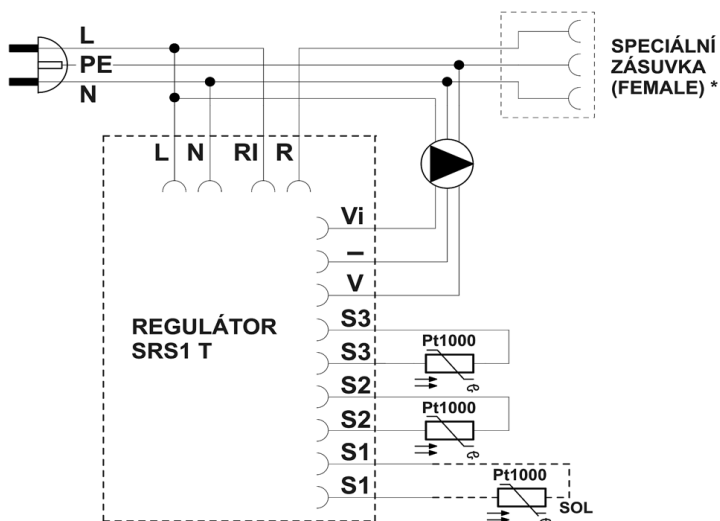 L
PE
N
SPECIÁLNÍ
ZÁSUVKA
(FEMALE) *
L N RI R
Vi
–
V
REGULÁTOR
SRS1 T
S3
S3
Pt1000
S2
S2
Pt1000
S1
S1
Pt1000
SOL